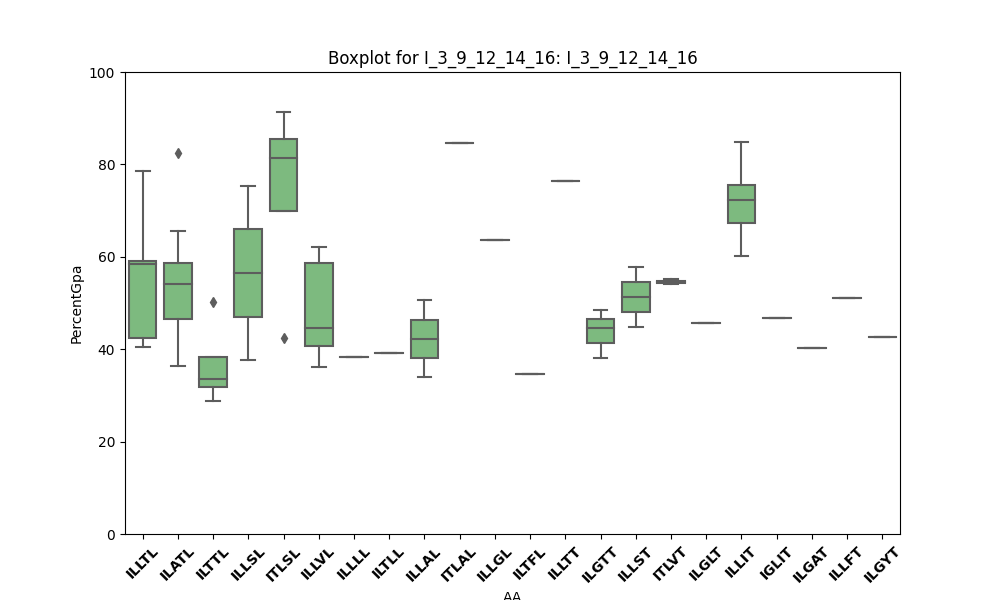 Boxplot for I_3_9_12_14_16: I_3_9_12_14_16
100
80
60
40
20
0
PercentGpa
ILLTL ILATL ILTTL ILLSL ITLSL ILLVL ILLLL ILTLL ILLAL ITLAL ILLGL ILTFL ILLTT ILGTT ILLST ITLVT ILGLT ILLIT IGLIT ILGAT ILLFT ILGYT
AA